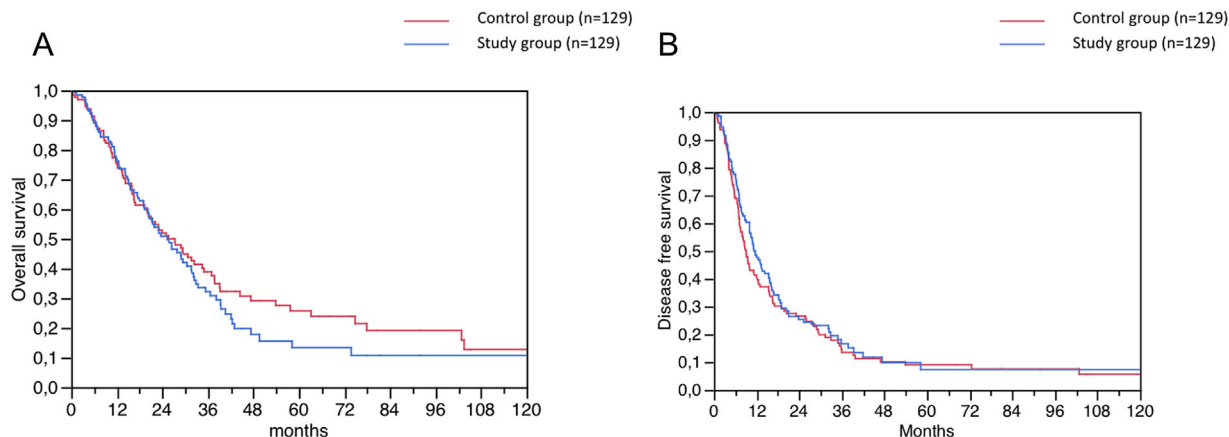 Control group (n=129)
Study group (n=129)
A
1,0
0,9
0,8
0,7
0,6
0,5
0,4
0,3
0,2
0,1
0,0
Overall survival
0 12 24 36 48 60 72 84 96 108 120
months
Control group (n=129)
Study group (n=129)
B
1,0
0,9
0,8
0,7
0,6
0,5
0,4
0,3
0,2
0,1
0,0
Disease free survival
0 12 24 36 48 60 72 84 96 108 120
Months